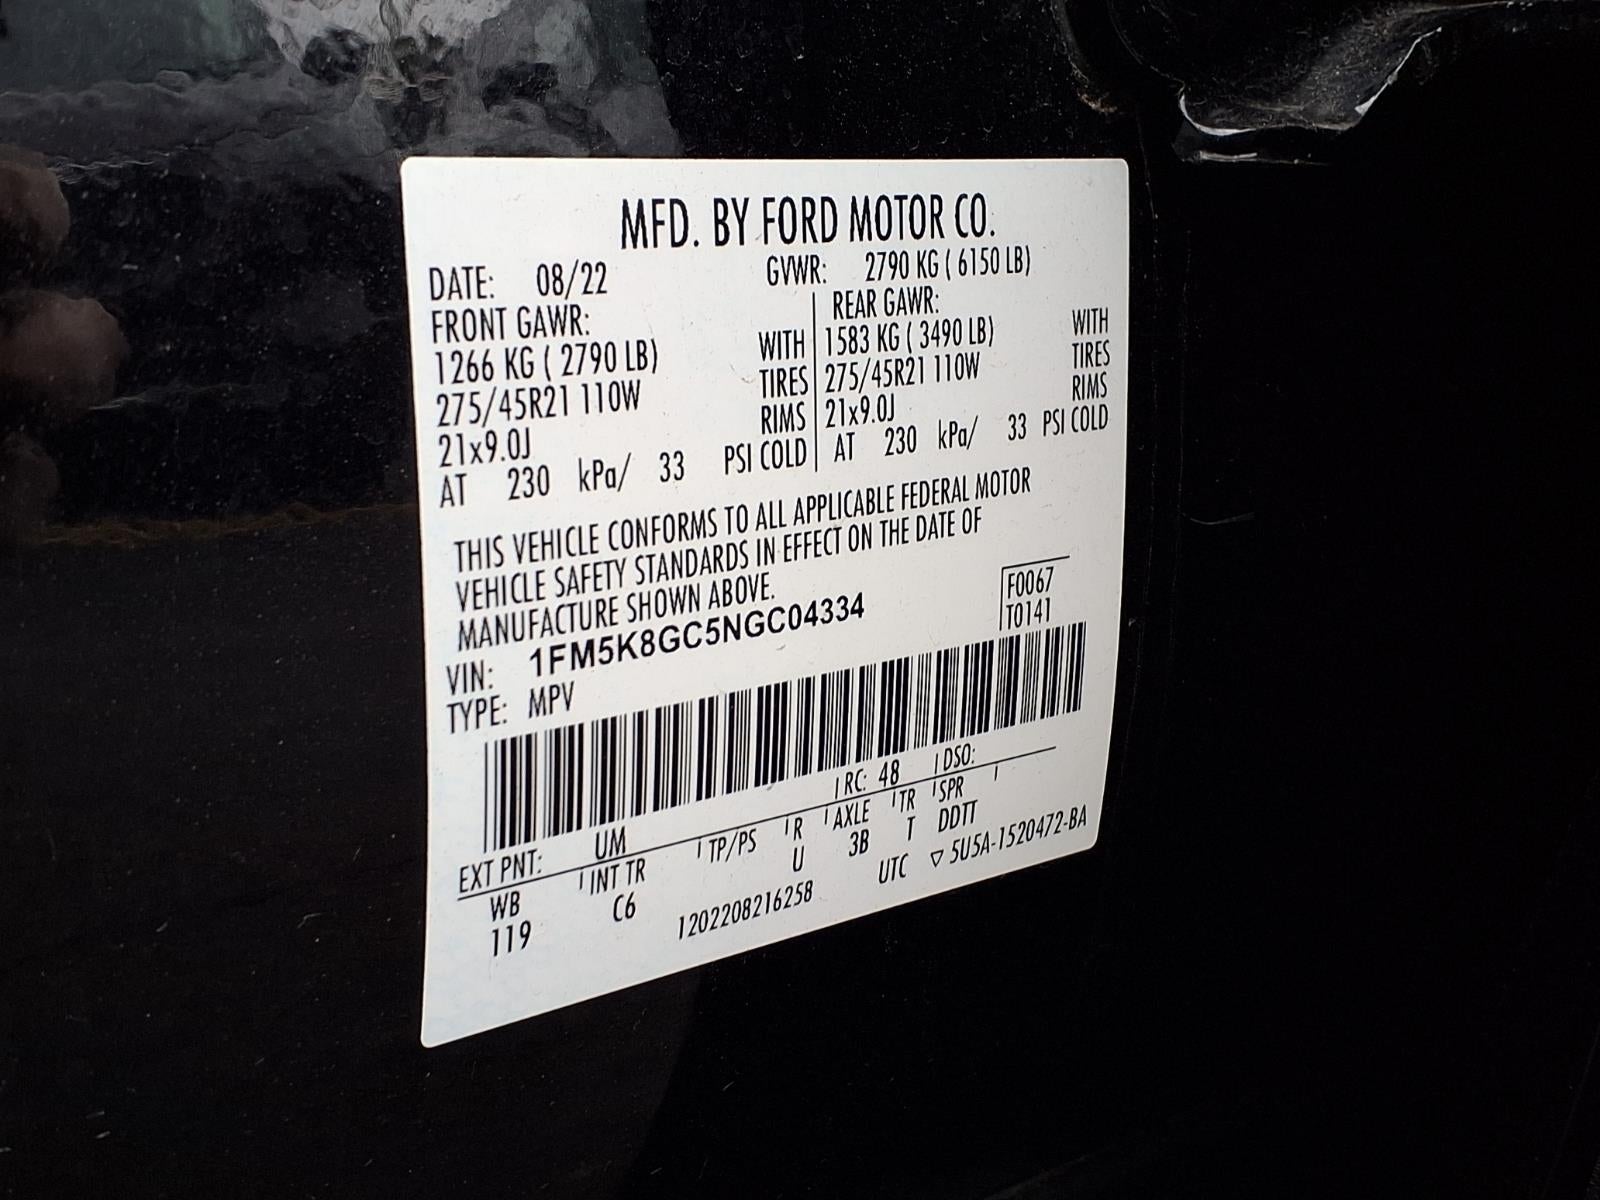 MFD. BY FORD MOTOR CO.
DATE: 08/22 GVWR: 2790 KG ( 6150 LB)
FRONT GAWR: REAR GAWR:
1266 KG ( 2790 LB) WITH 1583 KG ( 3490 LB) WITH
275/45R21 110W TIRES 275/45R21 110W TIRES
21x9.0J RIMS 21x9.0J RIMS
AT 230 kPa/ 33 PSI COLD AT 230 kPa/ 33 PSI COLD
THIS VEHICLE CONFORMS TO ALL APPLICABLE FEDERAL MOTOR
VEHICLE SAFETY STANDARDS IN EFFECT ON THE DATE OF
MANUFACTURE SHOWN ABOVE.
F0067
T0141
VIN: 1FM5K8GC5NGC04334
TYPE: MPV
EXT PNT: UM RC: 48 DSO:
WB INT TR TP/PS R AXLE TR SPR
119 C6 U 3B T DDTT
1202208216258 UTC ▽ 5U5A-1520472-BA